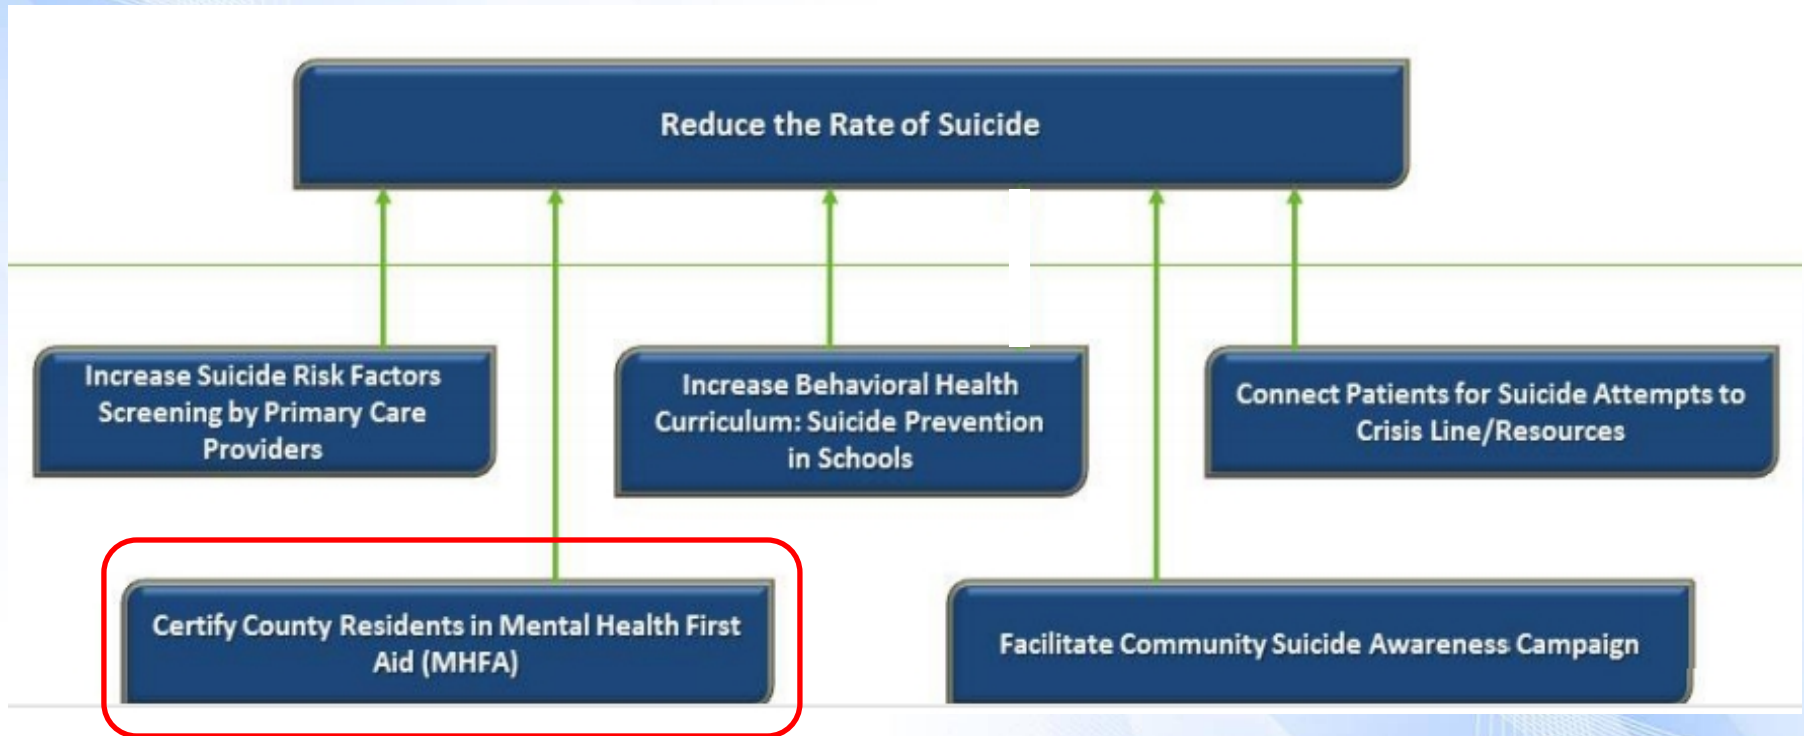 Reduce the Rate of Suicide
Increase Suicide Risk Factors
Screening by Primary Care
Providers
Increase Behavioral Health
Curriculum: Suicide Prevention
in Schools
Connect Patients for Suicide Attempts to
Crisis Line/Resources
Certify County Residents in Mental Health First
Aid (MHFA)
Facilitate Community Suicide Awareness Campaign